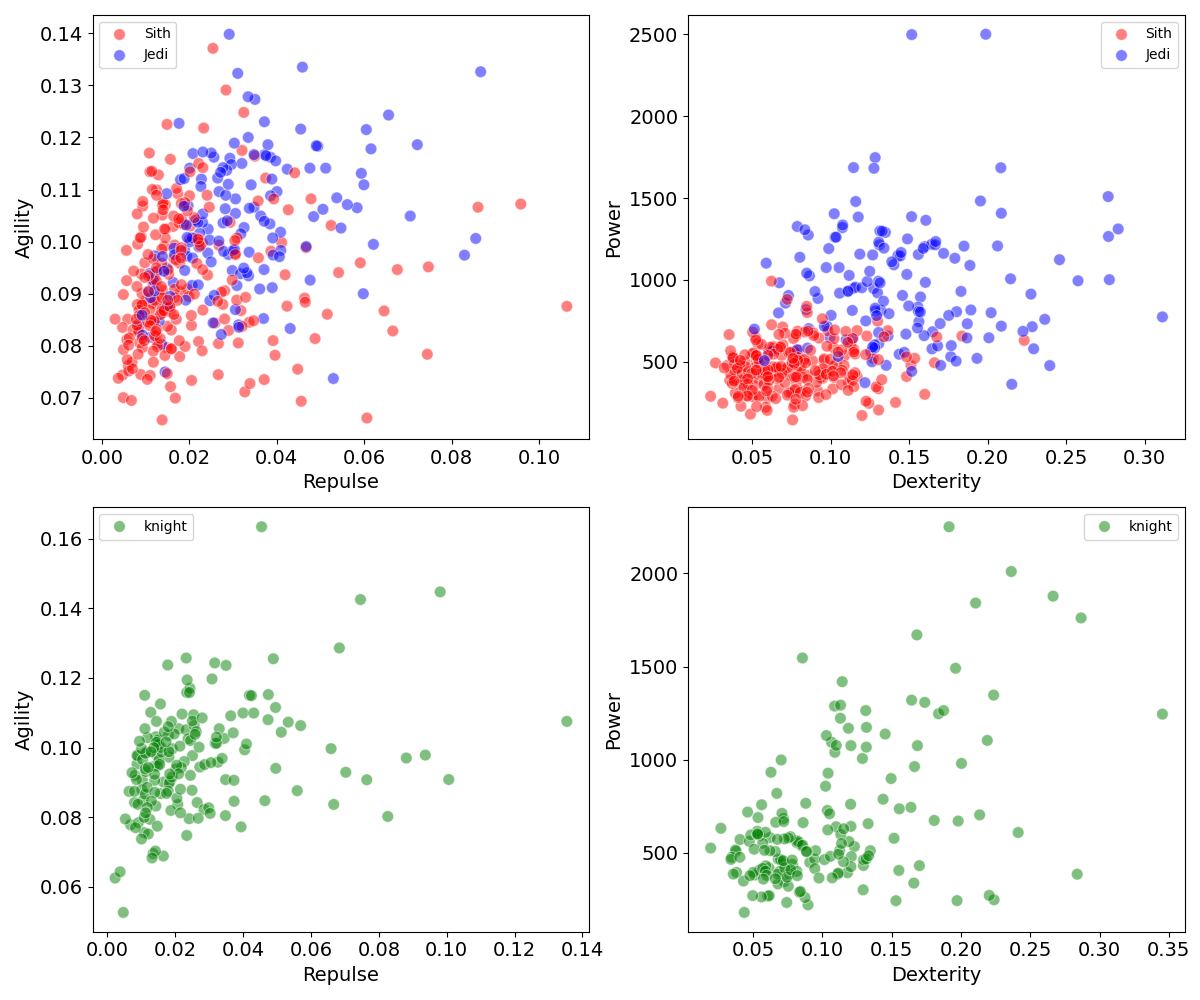 0.14
0.13
0.12
0.11
0.10
0.09
0.08
0.07
Agility
Sith
Jedi
0.00 0.02 0.04 0.06 0.08 0.10
Repulse
2500
2000
1500
1000
500
Power
Sith
Jedi
0.05 0.10 0.15 0.20 0.25 0.30
Dexterity
0.16
0.14
0.12
0.10
0.08
0.06
Agility
knight
0.00 0.02 0.04 0.06 0.08 0.10 0.12 0.14
Repulse
2000
1500
1000
500
Power
knight
0.05 0.10 0.15 0.20 0.25 0.30 0.35
Dexterity